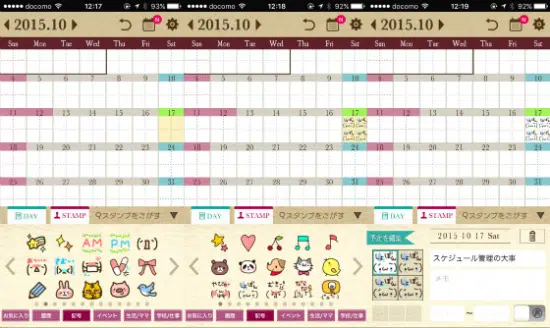 docomo 12:17 93%
docomo 12:18 92%
docomo 12:19 92%
2015.10
2015.10
2015.10
Sun Mon Tue Wed Thu Fri Sat
Sun Mon Tue Wed Thu Fri Sat
Sun Mon Tue Wed Thu Fri Sat
4 5 6 7 8 9 10
4 5 6 7 8 9 10
4 5 6 7 8 9 10
11 12 13 14 15 16 17
11 12 13 14 15 16 17
11 12 13 14 15 16 17
18 19 20 21 22 23 24
18 19 20 21 22 23 24
18 19 20 21 22 23 24
25 26 27 28 29 30 31
25 26 27 28 29 30 31
25 26 27 28 29 30 31
DAY STAMP スタンプをさがす
DAY STAMP スタンプをさがす
DAY STAMP スタンプをさがす
AM PM
お気に入り 履歴 記号 イベント 生活/ママ 学校/仕事
お気に入り 履歴 記号 イベント 生活/ママ 学校/仕事
予定を編集
2015 10 17 Sat
スケジュール管理の大事
メモ
~